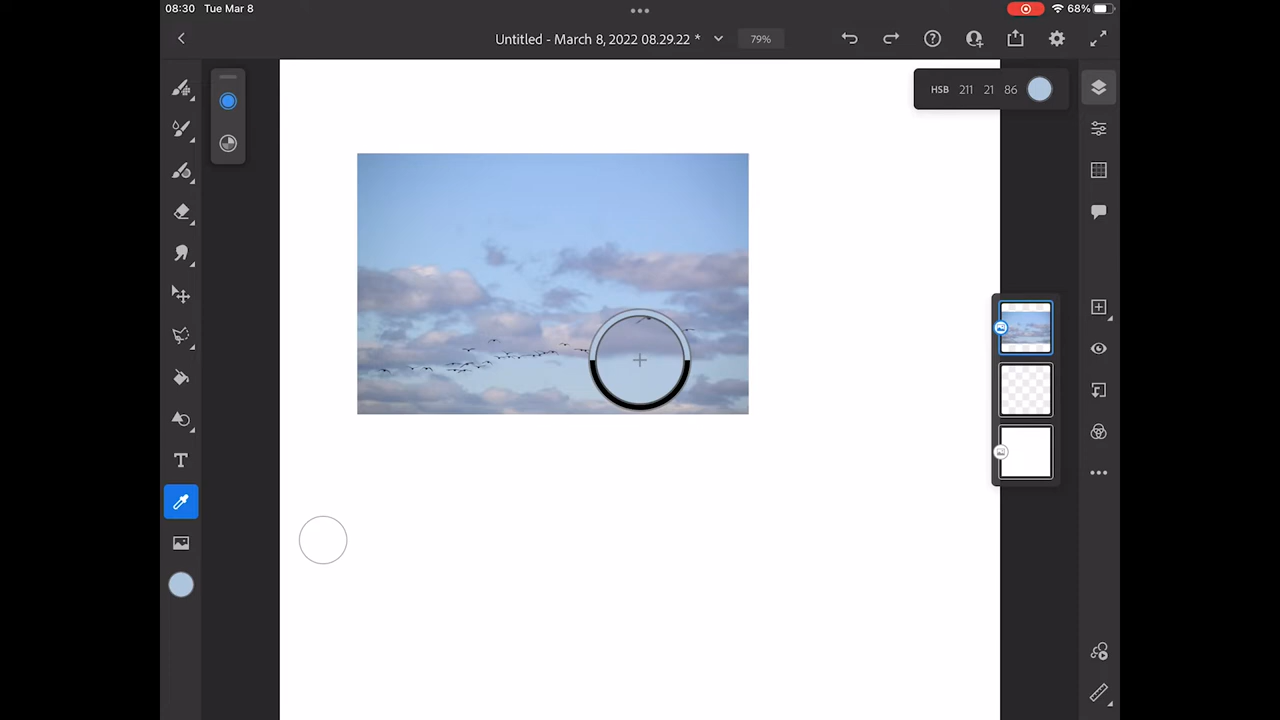 08:30 Tue Mar 8
68%
Untitled - March 8, 2022 08.29.22 *
79%
HSB 211 21 86
T